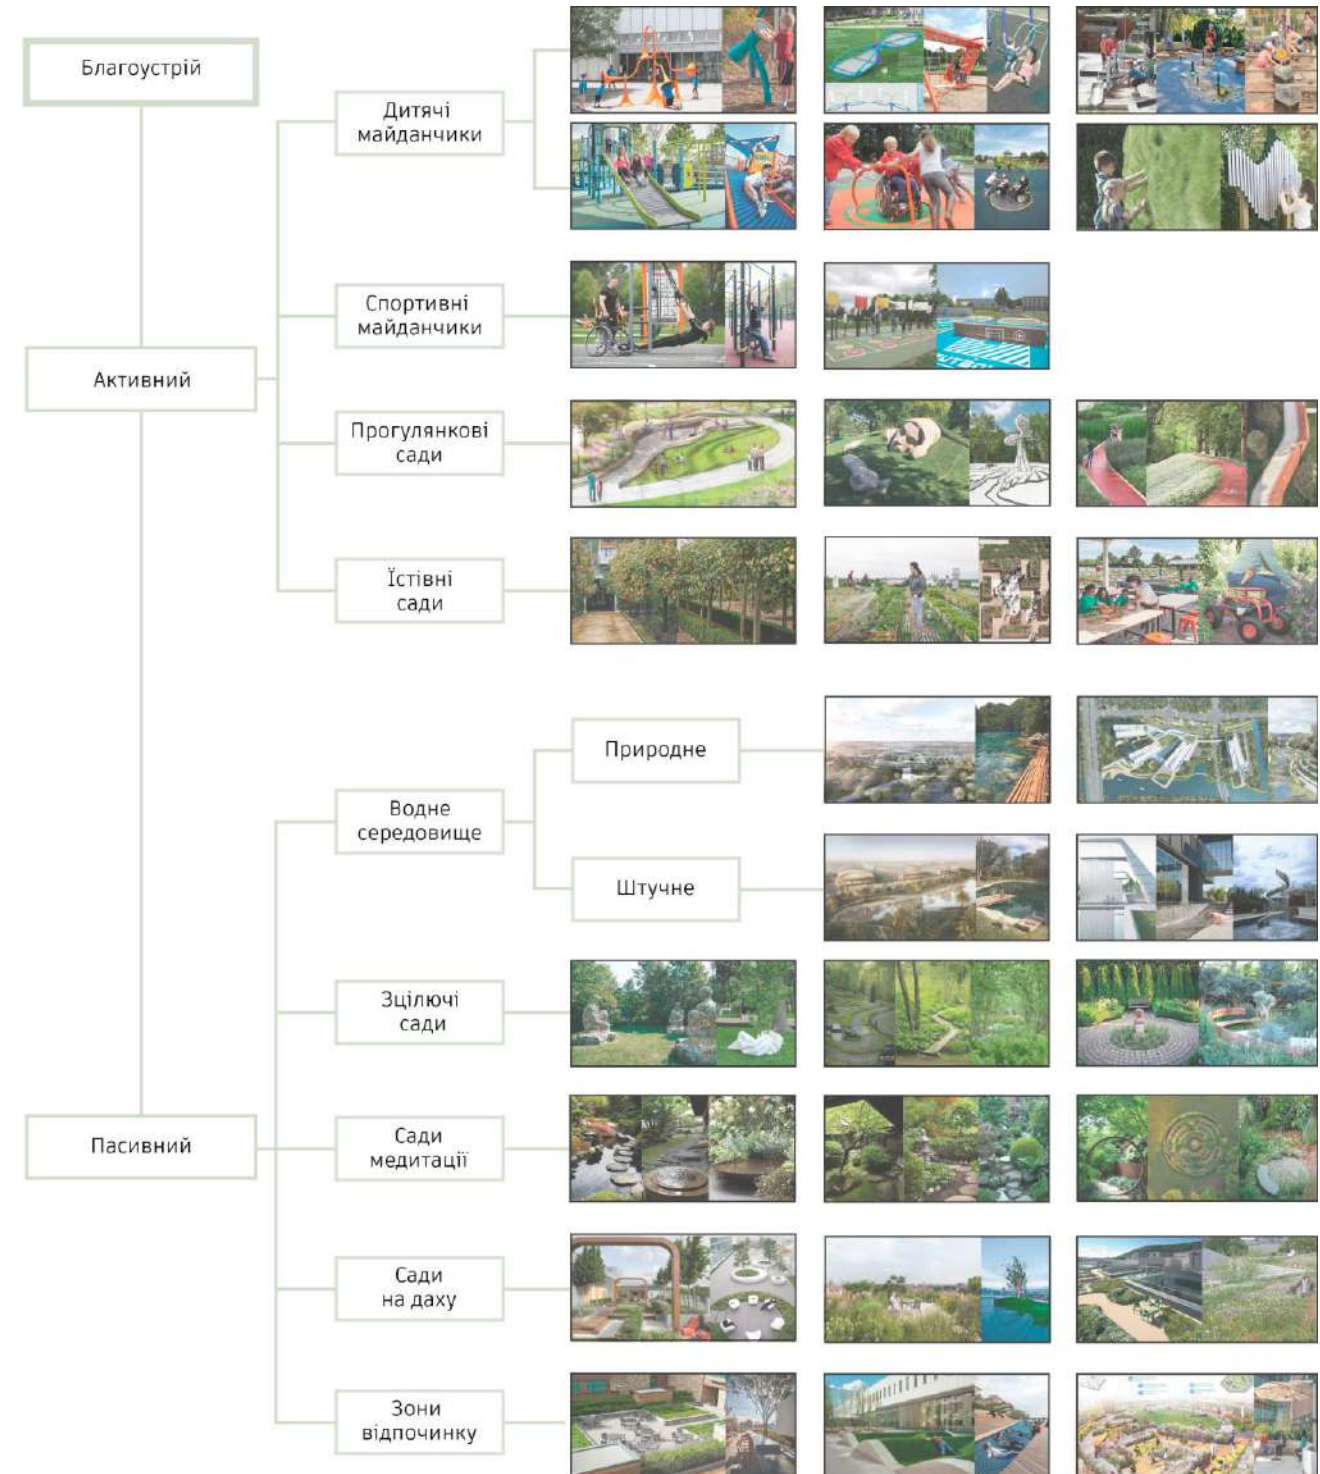 Благоустрій
Дитячі
майданчики
Спортивні
майданчики
Активний
Прогулянкові
сади
Їстівні
сади
Природне
Водне
середовище
Штучне
Зцілючі
сади
Пасивний
Сади
медитації
Сади
на даху
Зони
відпочинку